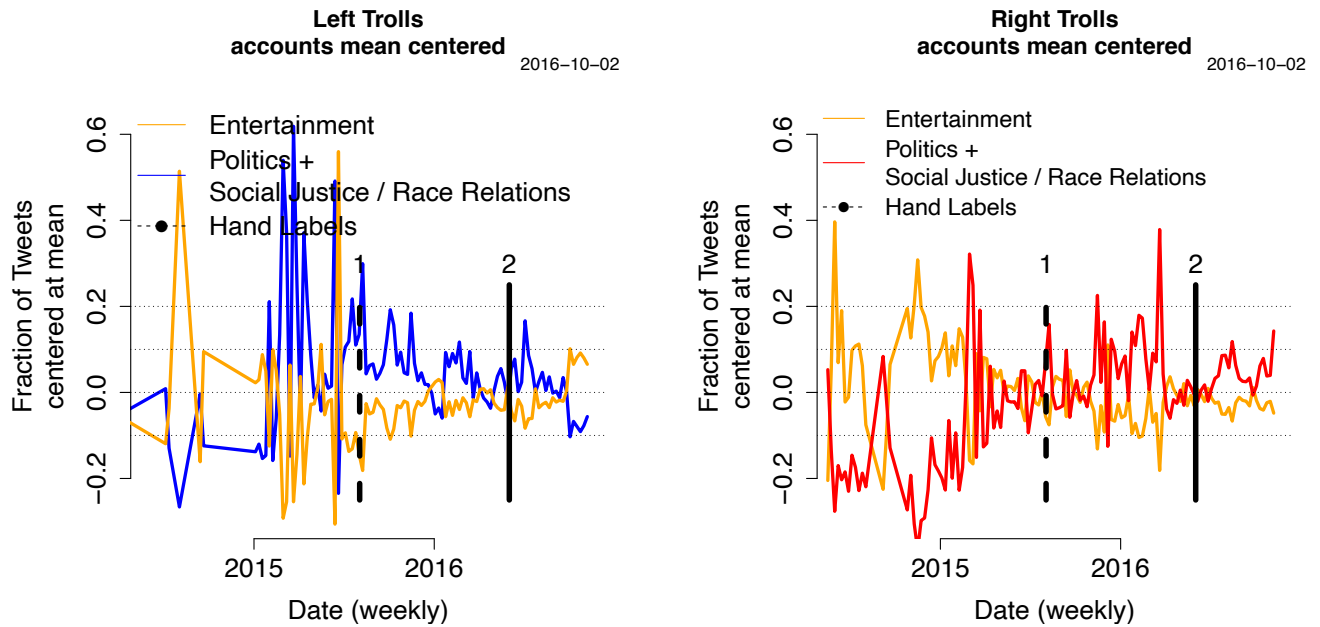 Left Trolls
accounts mean centered
2016−10−02
Entertainment
Politics +
Social Justice / Race Relations
Hand Labels
1
2
0.6
0.4
0.2
0.0
−0.2
Fraction of Tweets
centered at mean
2015
2016
Date (weekly)
Right Trolls
accounts mean centered
2016−10−02
Entertainment
Politics +
Social Justice / Race Relations
Hand Labels
1
2
0.6
0.4
0.2
0.0
−0.2
Fraction of Tweets
centered at mean
2015
2016
Date (weekly)